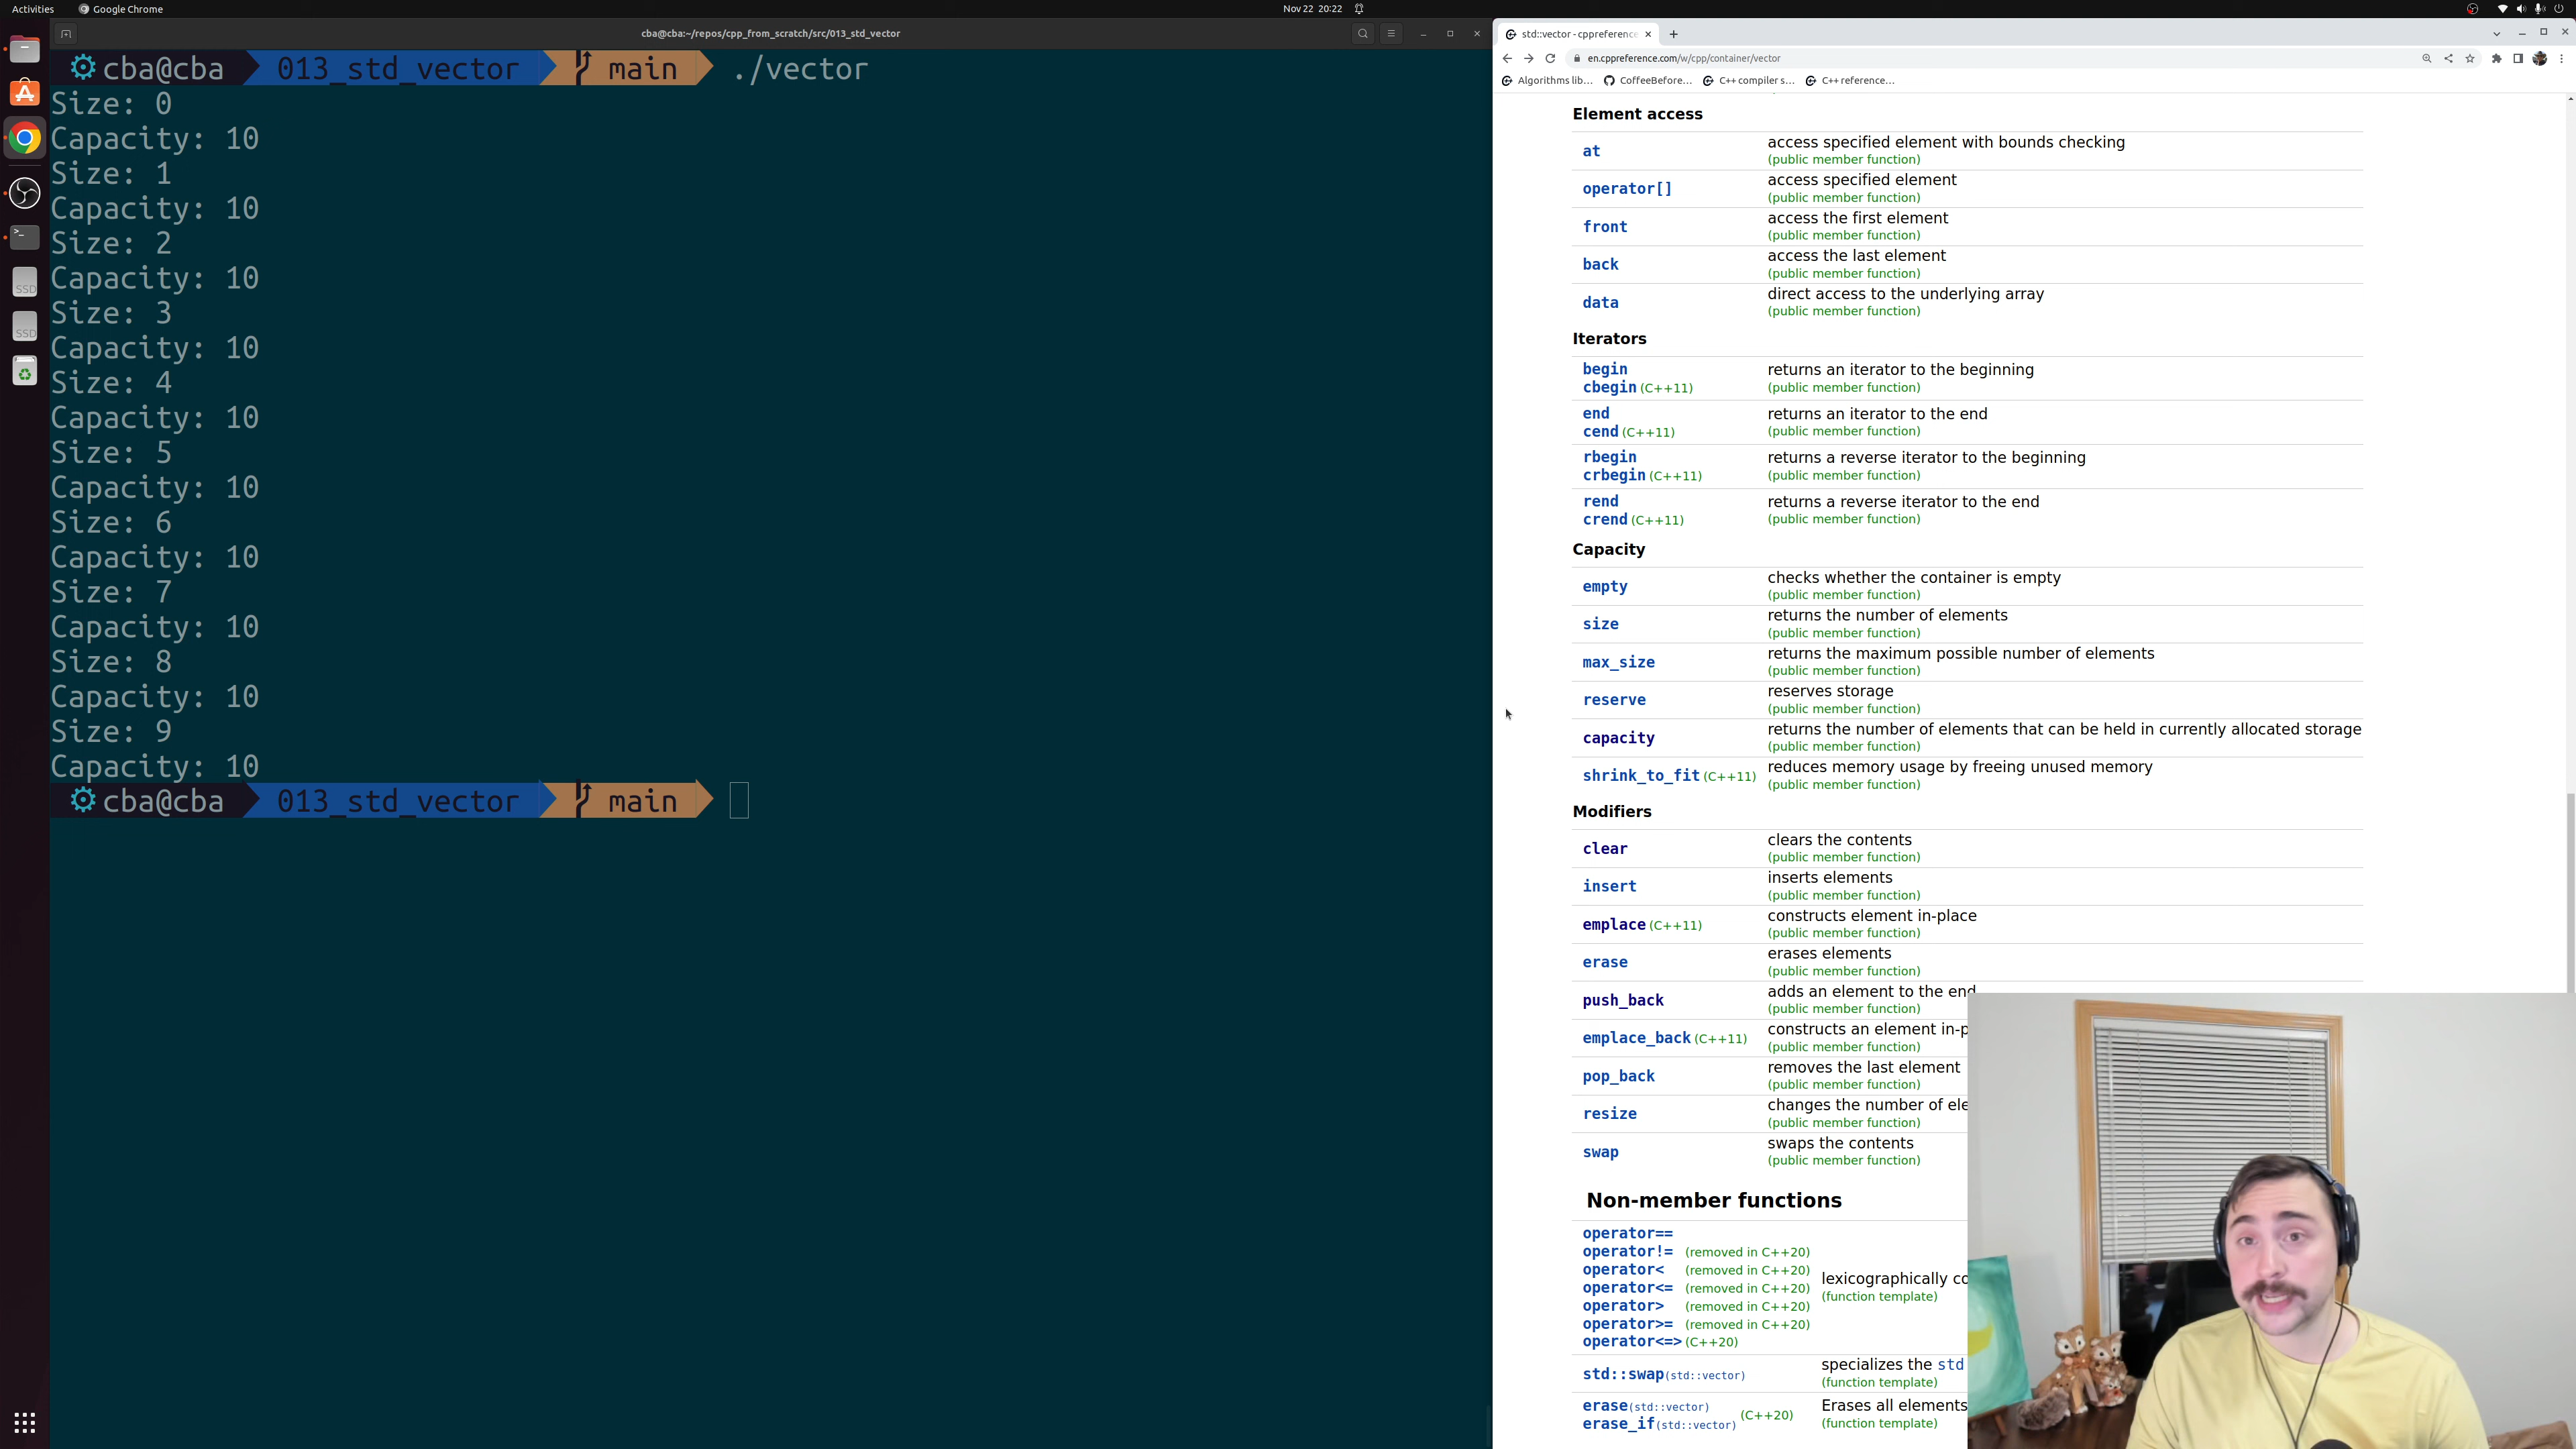 Activities Google Chrome Nov 22 20:22
cba@cba:~/repos/cpp_from_scratch/src/013_std_vector
cba@cba 013_std_vector main ./vector
Size: 0
Capacity: 10
Size: 1
Capacity: 10
Size: 2
Capacity: 10
Size: 3
Capacity: 10
Size: 4
Capacity: 10
Size: 5
Capacity: 10
Size: 6
Capacity: 10
Size: 7
Capacity: 10
Size: 8
Capacity: 10
Size: 9
Capacity: 10
cba@cba 013_std_vector main
SSD
SSD
std::vector - cppreference
en.cppreference.com/w/cpp/container/vector
Algorithms lib… CoffeeBefore… C++ compiler s… C++ reference…
Element access
at access specified element with bounds checking
(public member function)
operator[] access specified element
(public member function)
front access the first element
(public member function)
back access the last element
(public member function)
data direct access to the underlying array
(public member function)
Iterators
begin returns an iterator to the beginning
cbegin (C++11) (public member function)
end returns an iterator to the end
cend (C++11) (public member function)
rbegin returns a reverse iterator to the beginning
crbegin (C++11) (public member function)
rend returns a reverse iterator to the end
crend (C++11) (public member function)
Capacity
empty checks whether the container is empty
(public member function)
size returns the number of elements
(public member function)
max_size returns the maximum possible number of elements
(public member function)
reserve reserves storage
(public member function)
capacity returns the number of elements that can be held in currently allocated storage
(public member function)
shrink_to_fit (C++11) reduces memory usage by freeing unused memory
(public member function)
Modifiers
clear clears the contents
(public member function)
insert inserts elements
(public member function)
emplace (C++11) constructs element in-place
(public member function)
erase erases elements
(public member function)
push_back adds an element to the end
(public member function)
emplace_back (C++11) constructs an element in-p
(public member function)
pop_back removes the last element
(public member function)
resize changes the number of ele
(public member function)
swap swaps the contents
(public member function)
Non-member functions
operator==
operator!= (removed in C++20)
operator< (removed in C++20)
operator<= (removed in C++20)
operator> (removed in C++20)
operator>= (removed in C++20)
operator<=> (C++20)
lexicographically co
(function template)
std::swap(std::vector) specializes the std
(function template)
erase(std::vector)
erase_if(std::vector) (C++20)
Erases all elements
(function template)